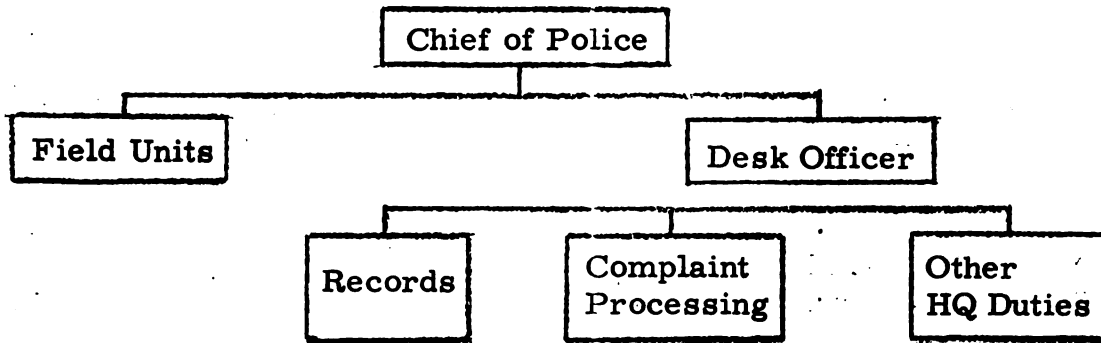 Chief of Police
Field Units
Desk Officer
Records
Complaint
Processing
Other
HQ Duties